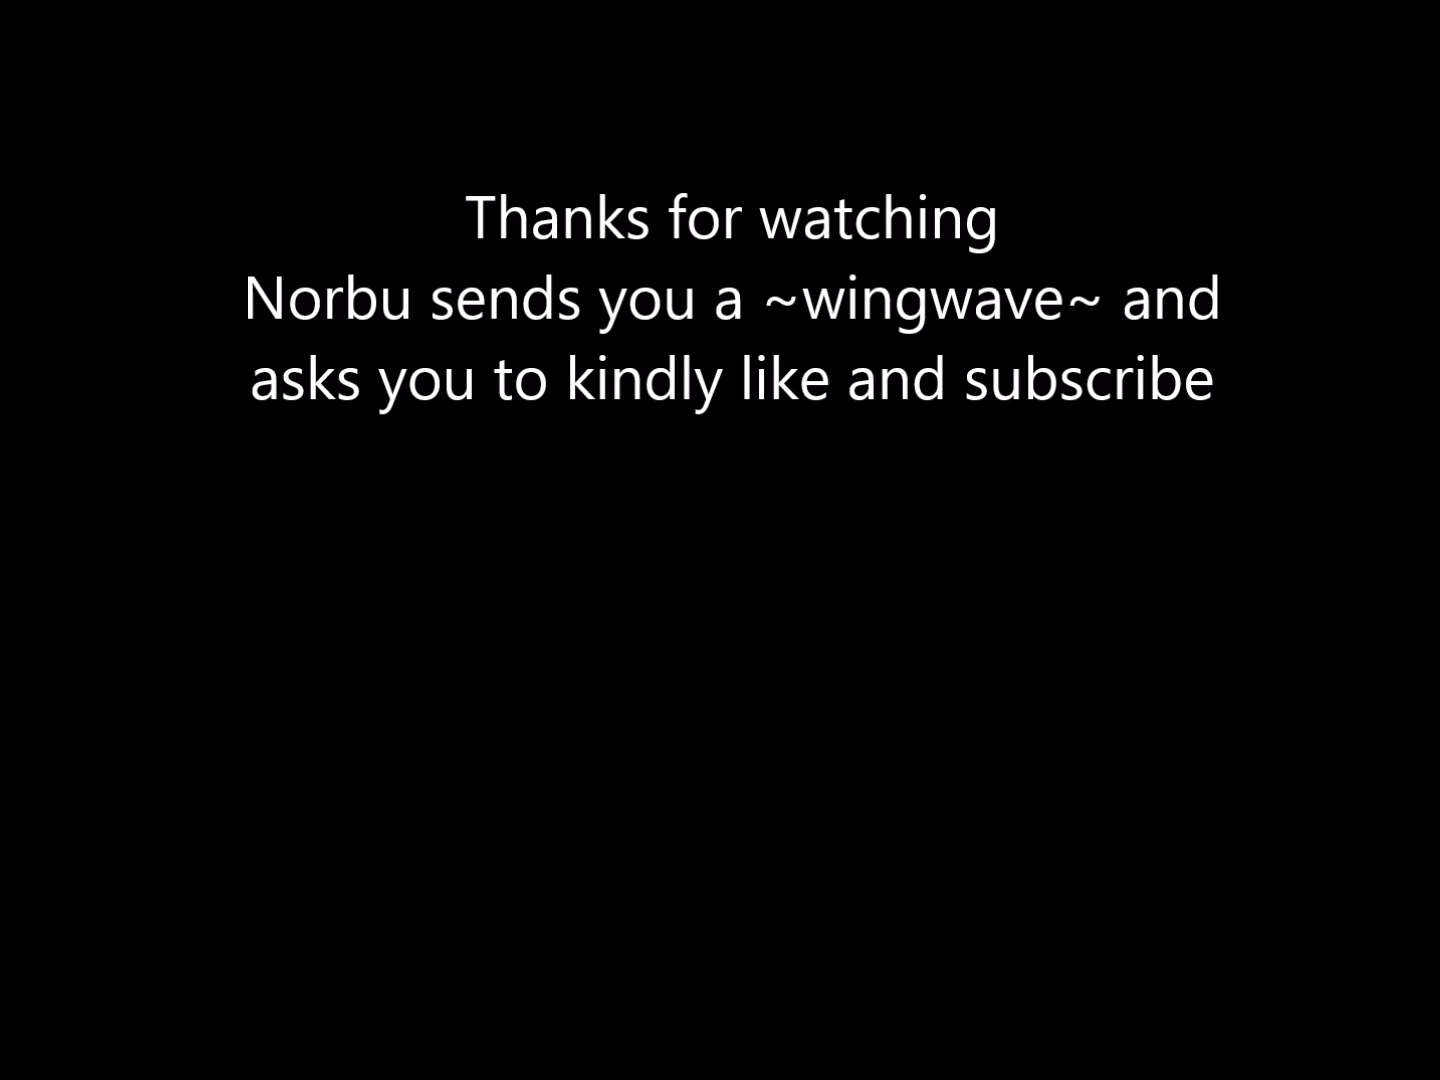 Thanks for watching
Norbu sends you a ~wingwave~ and
asks you to kindly like and subscribe